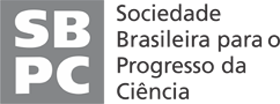 SB
PC
Sociedade
Brasileira para o
Progresso da
Ciência